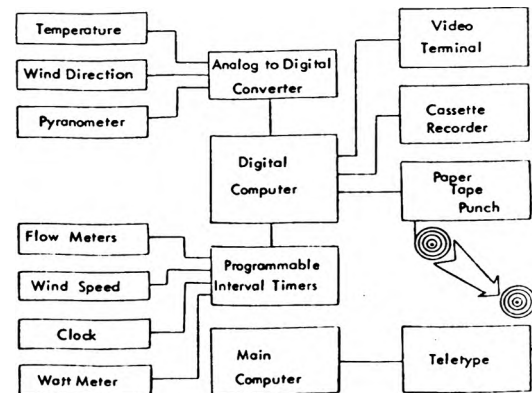 Temperature
Wind Direction
Pyranometer
Analog to Digital
Converter
Video
Terminal
Cassette
Recorder
Digital
Computer
Paper
Tape
Punch
Flow Meters
Wind Speed
Clock
Watt Meter
Programmable
Interval Timers
Main
Computer
Teletype